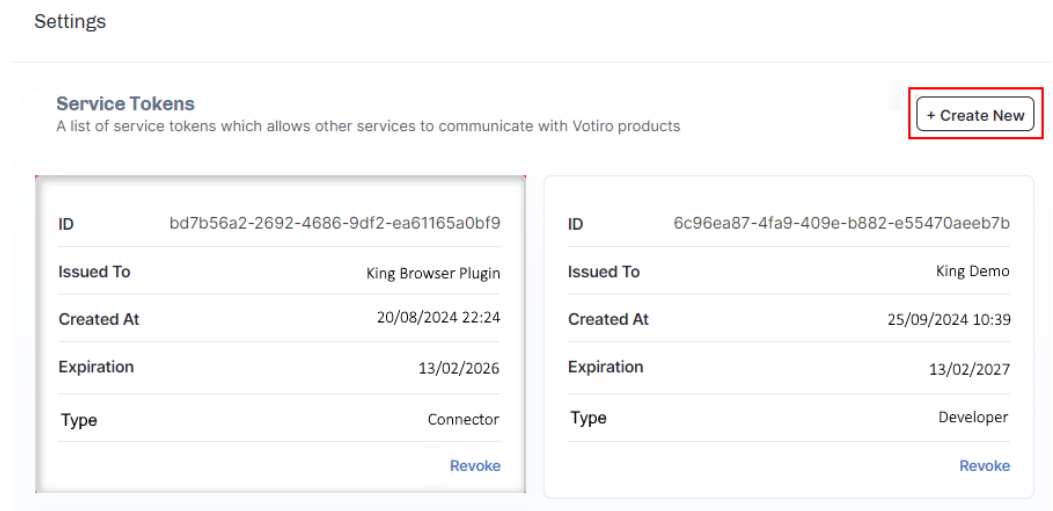 Settings
Service Tokens
A list of service tokens which allows other services to communicate with Votiro products
+ Create New
ID bd7b56a2-2692-4686-9df2-ea61165a0bf9
Issued To King Browser Plugin
Created At 20/08/2024 22:24
Expiration 13/02/2026
Type Connector
Revoke
ID 6c96ea87-4fa9-409e-b882-e55470aeeb7b
Issued To King Demo
Created At 25/09/2024 10:39
Expiration 13/02/2027
Type Developer
Revoke